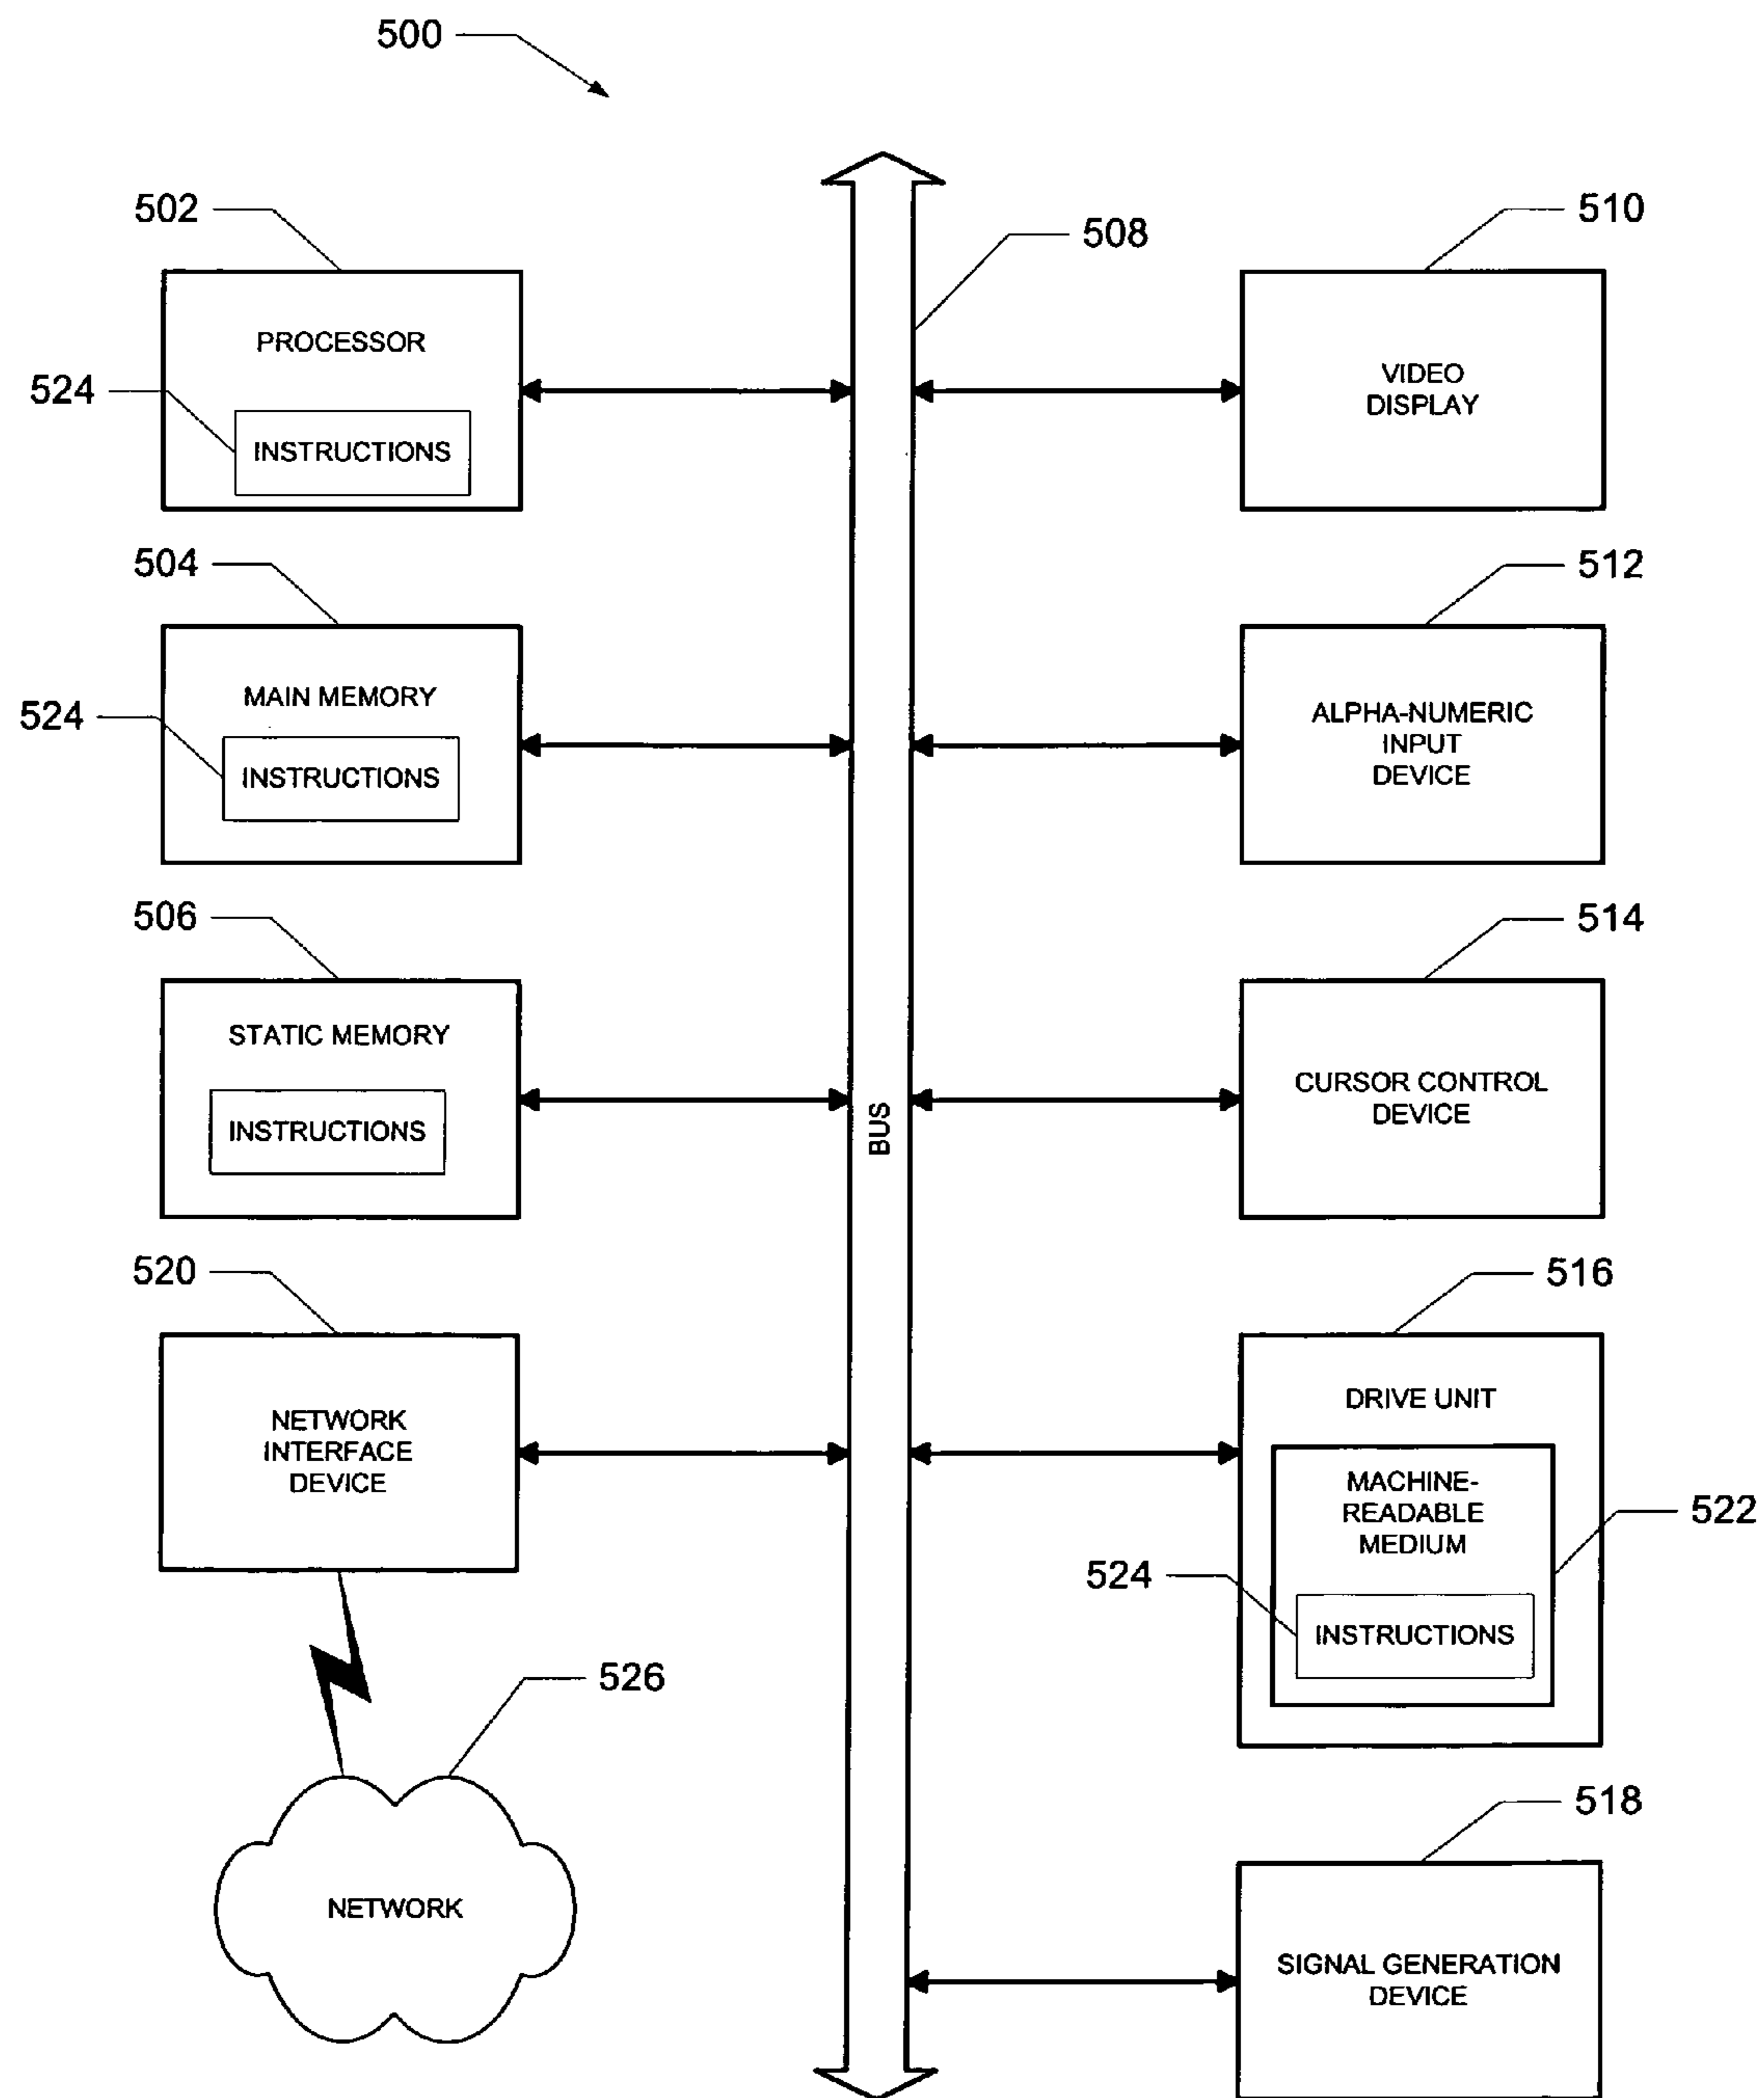 500
502
508
510
PROCESSOR
524
INSTRUCTIONS
VIDEO
DISPLAY
504
512
MAIN MEMORY
524
INSTRUCTIONS
ALPHA-NUMERIC
INPUT
DEVICE
506
514
STATIC MEMORY
INSTRUCTIONS
BUS
CURSOR CONTROL
DEVICE
520
516
NETWORK
INTERFACE
DEVICE
DRIVE UNIT
MACHINE-
READABLE
MEDIUM
522
524
INSTRUCTIONS
526
NETWORK
518
SIGNAL GENERATION
DEVICE